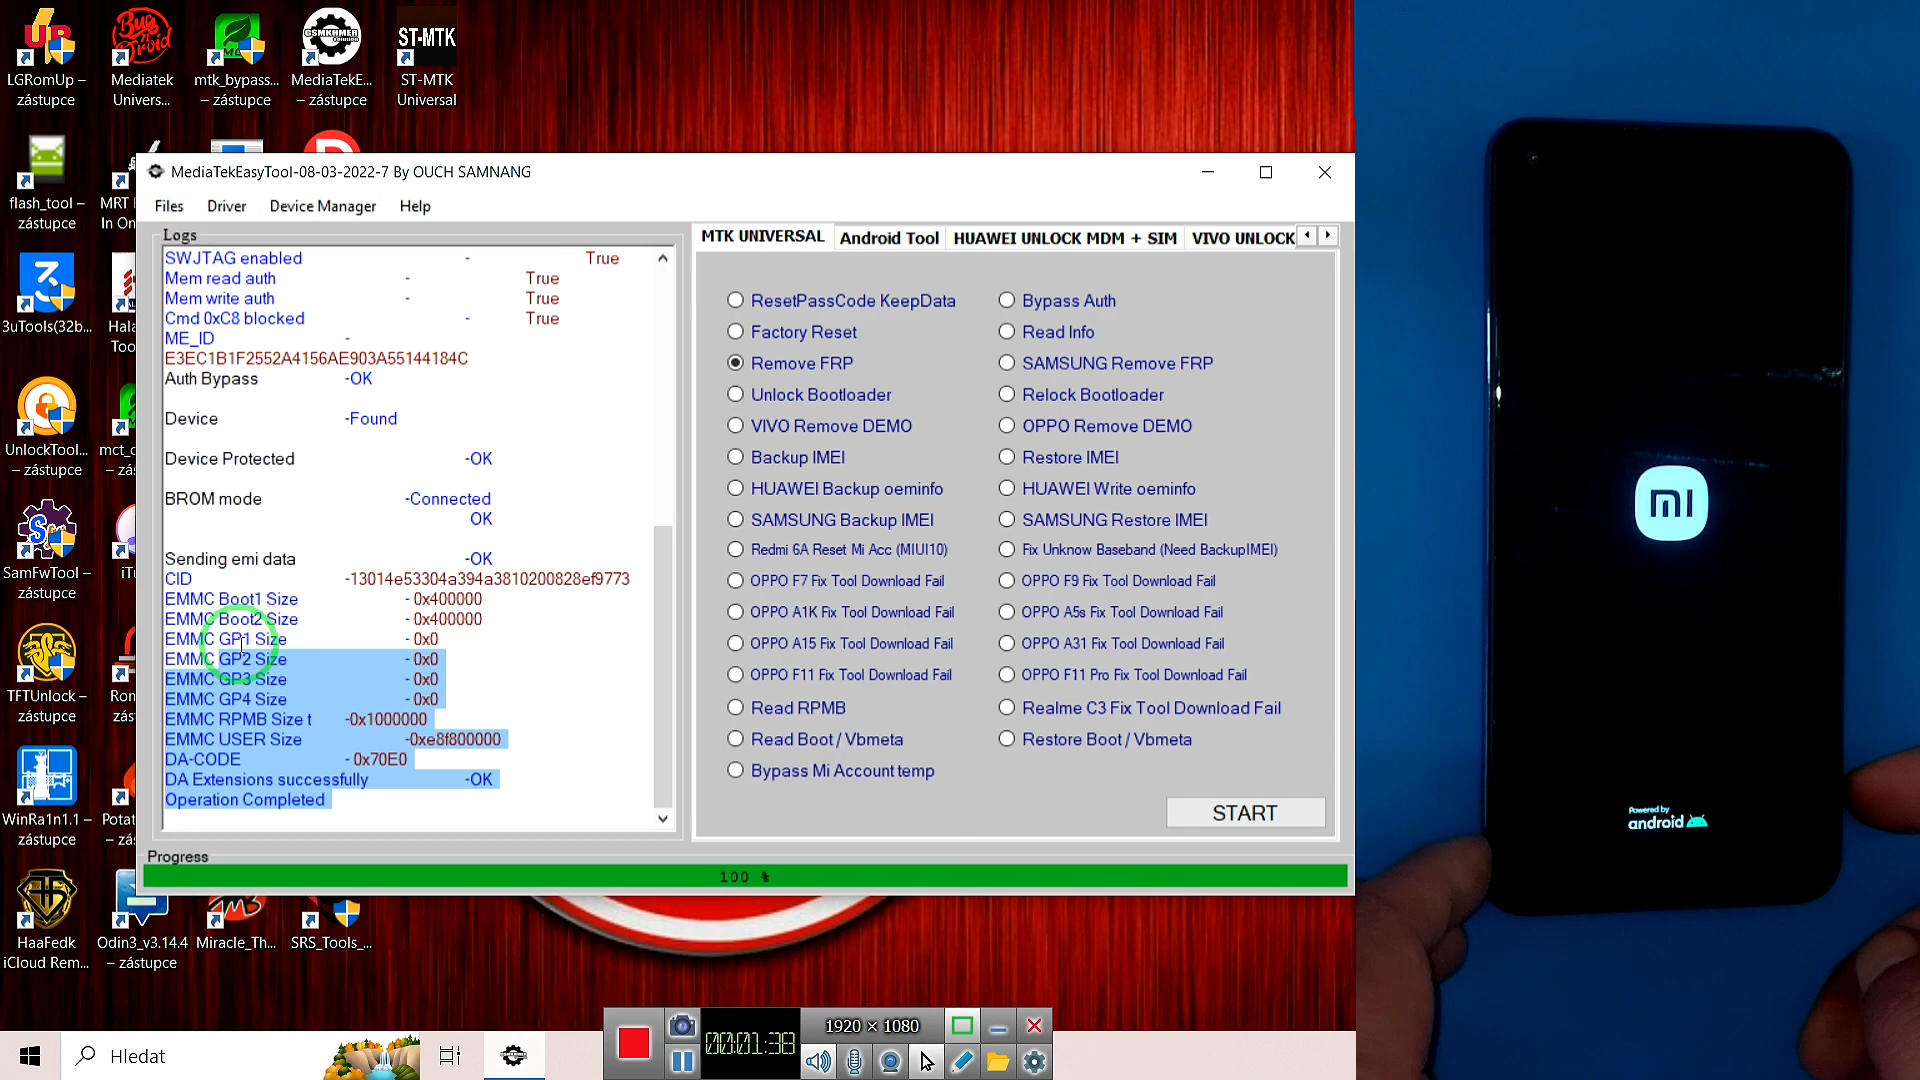 LGRomUp –
zástupce
Mediatek
Univers...
mtk_bypass...
– zástupce
GSMKHMER
MediaTekE...
– zástupce
ST-MTK
ST-MTK
Universal
flash_tool –
zástupce
MRT
In On
3uTools(32b...
Hala
Too
UnlockTool...
– zástupce
mct_
– zás
SamFwTool –
zástupce
iTu
TFTUnlock –
zástupce
Ron
zás
WinRa1n1.1 –
zástupce
Potat
– zás
HaaFedk
iCloud Rem...
Odin3_v3.14.4
– zástupce
Miracle_Th...
SRS_Tools_...
MediaTekEasyTool-08-03-2022-7 By OUCH SAMNANG
Files Driver Device Manager Help
Logs
SWJTAG enabled - True
Mem read auth - True
Mem write auth - True
Cmd 0xC8 blocked - True
ME_ID -
E3EC1B1F2552A4156AE903A55144184C
Auth Bypass -OK
Device -Found
Device Protected -OK
BROM mode -Connected
OK
Sending emi data -OK
CID -13014e53304a394a3810200828ef9773
EMMC Boot1 Size - 0x400000
EMMC Boot2 Size - 0x400000
EMMC GP1 Size - 0x0
EMMC GP2 Size - 0x0
EMMC GP3 Size - 0x0
EMMC GP4 Size - 0x0
EMMC RPMB Size t -0x1000000
EMMC USER Size -0xe8f800000
DA-CODE - 0x70E0
DA Extensions successfully -OK
Operation Completed
MTK UNIVERSAL Android Tool HUAWEI UNLOCK MDM + SIM VIVO UNLOCK
ResetPassCode KeepData Bypass Auth
Factory Reset Read Info
Remove FRP SAMSUNG Remove FRP
Unlock Bootloader Relock Bootloader
VIVO Remove DEMO OPPO Remove DEMO
Backup IMEI Restore IMEI
HUAWEI Backup oeminfo HUAWEI Write oeminfo
SAMSUNG Backup IMEI SAMSUNG Restore IMEI
Redmi 6A Reset Mi Acc (MIUI10) Fix Unknow Baseband (Need BackupIMEI)
OPPO F7 Fix Tool Download Fail OPPO F9 Fix Tool Download Fail
OPPO A1K Fix Tool Download Fail OPPO A5s Fix Tool Download Fail
OPPO A15 Fix Tool Download Fail OPPO A31 Fix Tool Download Fail
OPPO F11 Fix Tool Download Fail OPPO F11 Pro Fix Tool Download Fail
Read RPMB Realme C3 Fix Tool Download Fail
Read Boot / Vbmeta Restore Boot / Vbmeta
Bypass Mi Account temp
START
Progress
100 %
mi
Powered by
android
00:01:38
1920 × 1080
Hledat